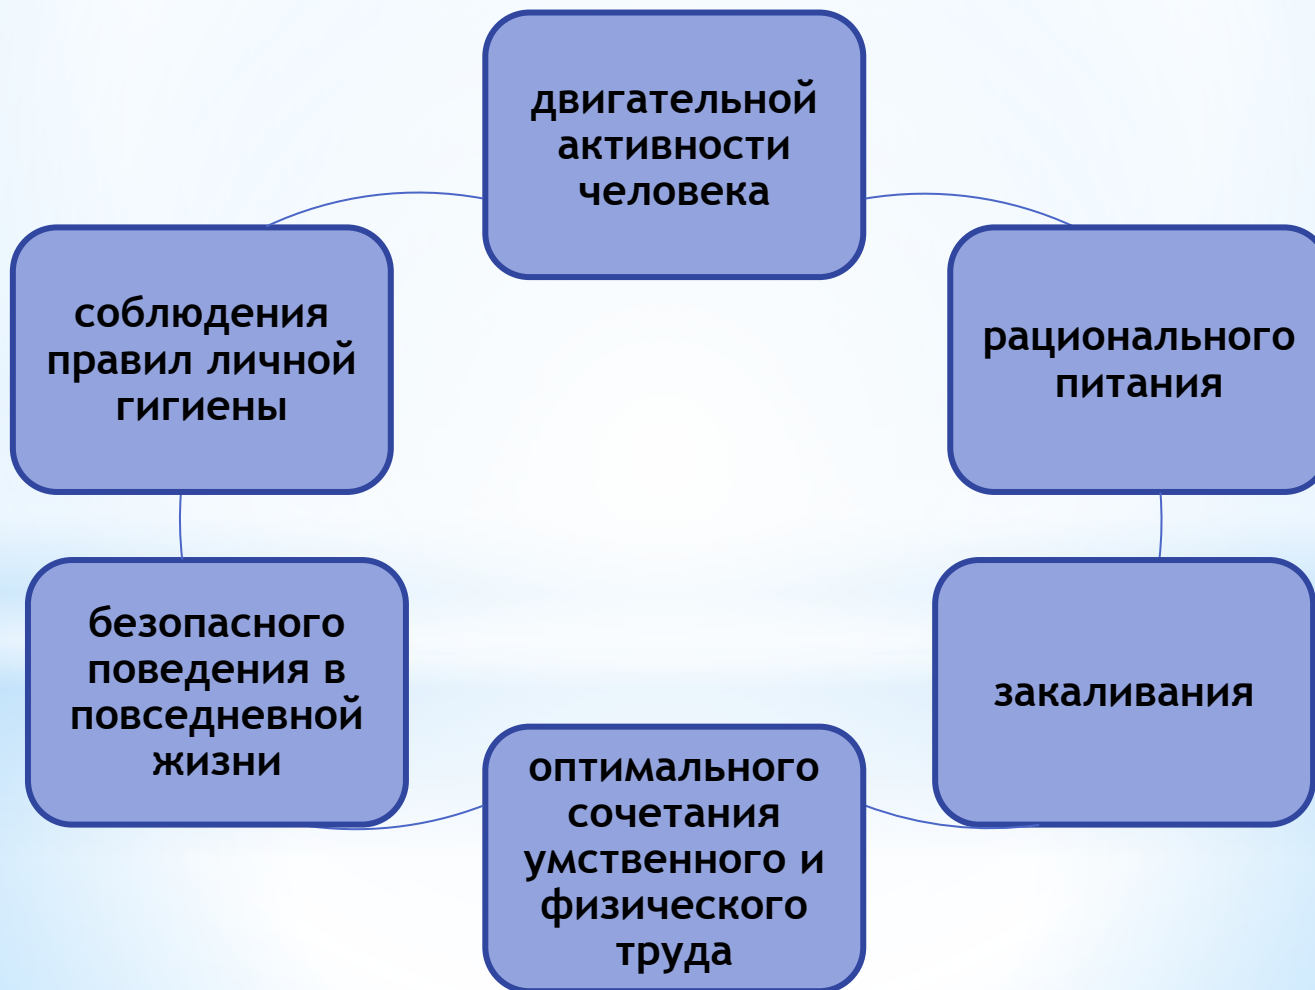 двигательной
активности
человека
рационального
питания
закаливания
оптимального
сочетания
умственного и
физического
труда
безопасного
поведения в
повседневной
жизни
соблюдения
правил личной
гигиены